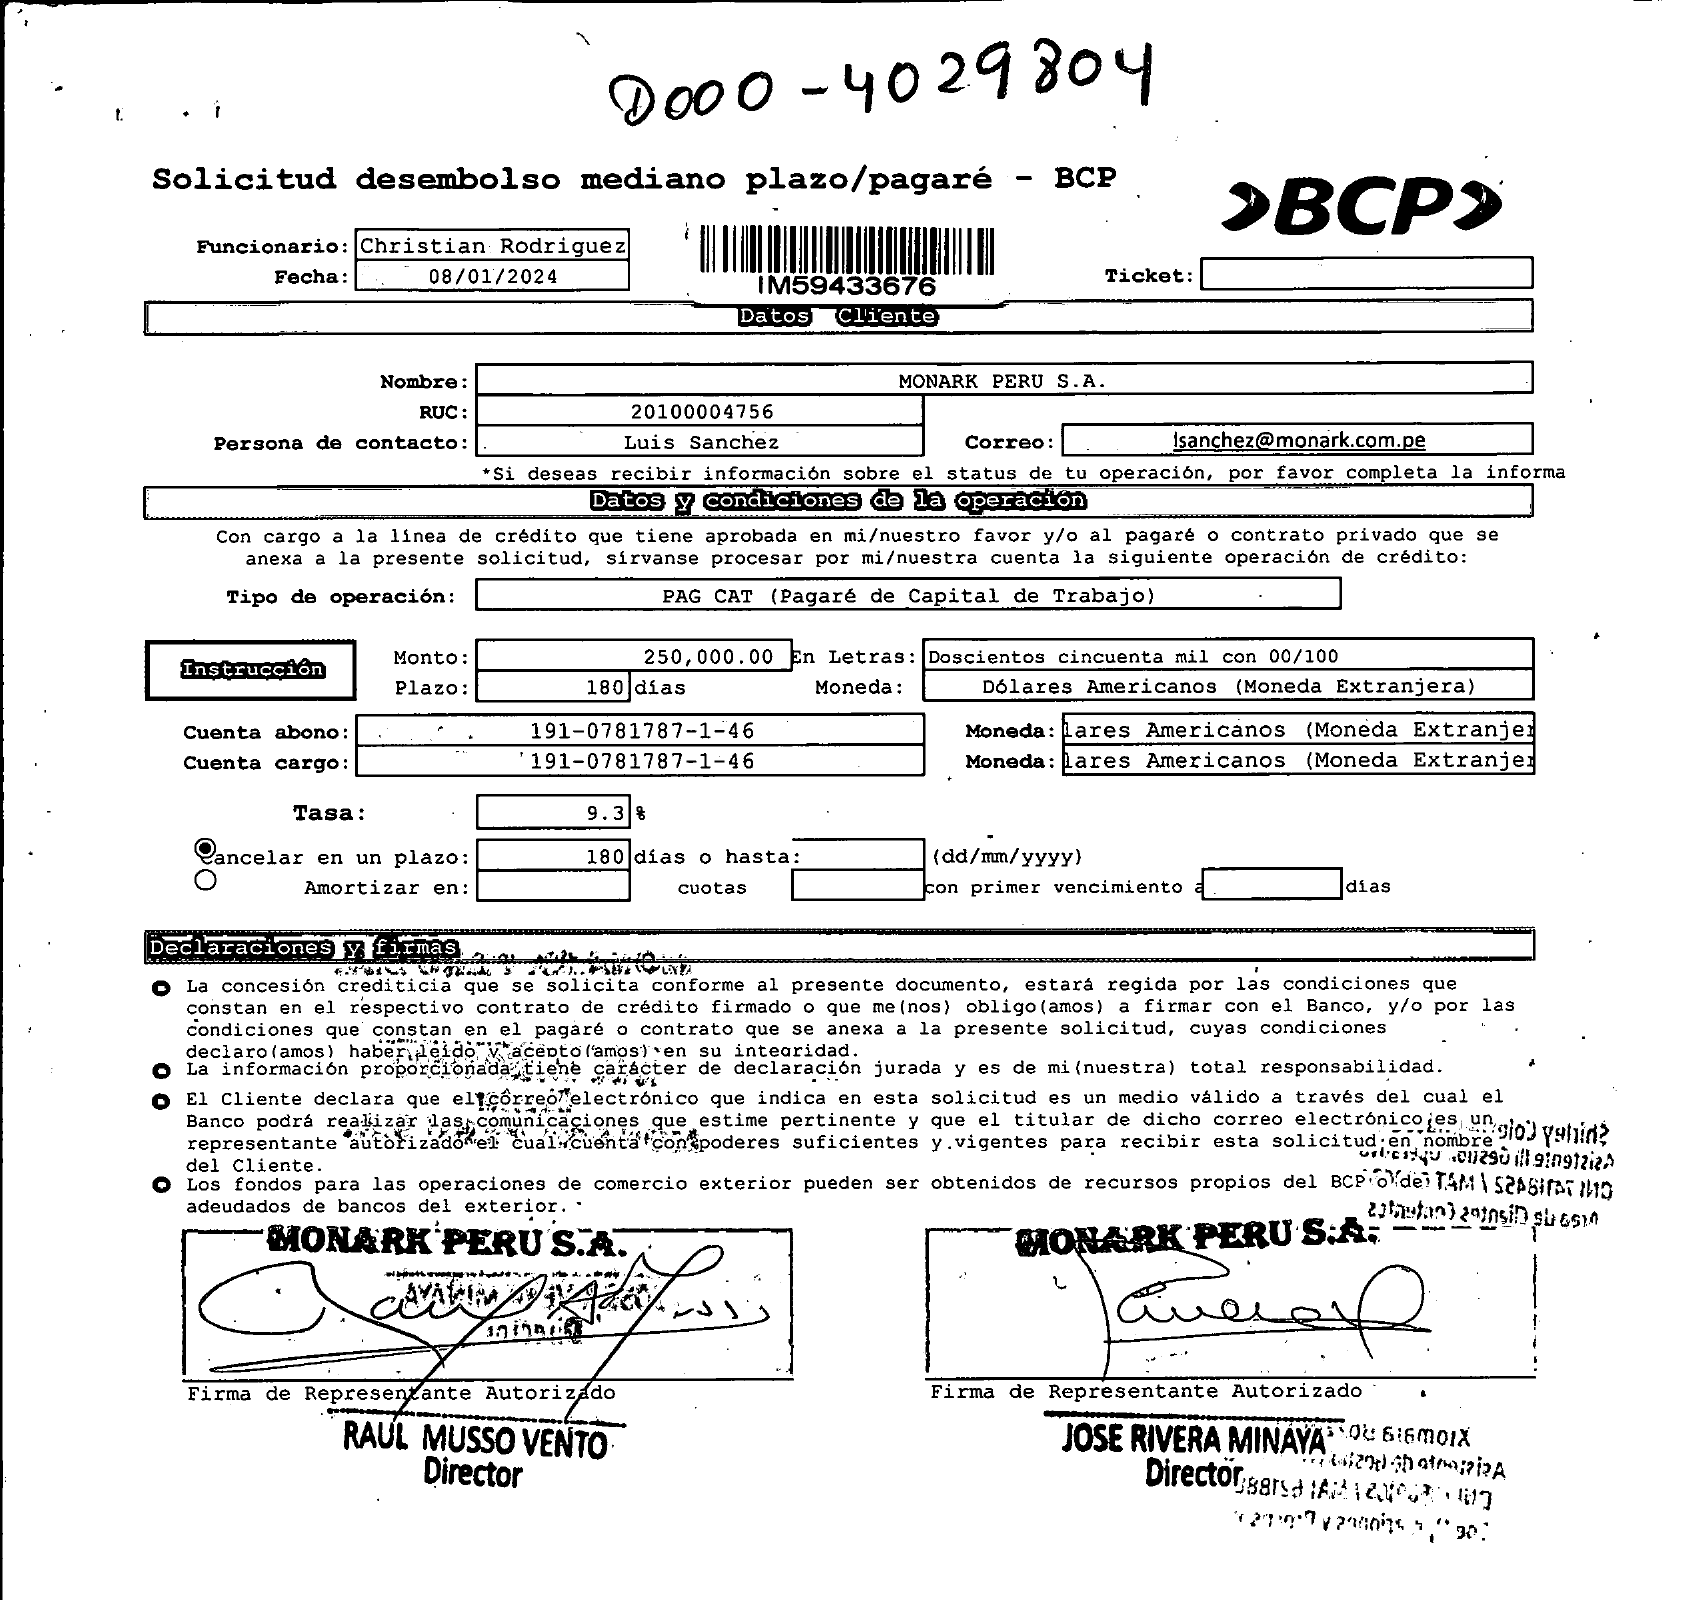 D000-4029804
Solicitud desembolso mediano plazo/pagaré - BCP
BCP
Funcionario: Christian Rodriguez
Fecha: 08/01/2024
IM59433676
Ticket:
Datos Cliente
Nombre: MONARK PERU S.A.
RUC: 20100004756
Persona de contacto: Luis Sanchez Correo: lsanchez@monark.com.pe
*Si deseas recibir información sobre el status de tu operación, por favor completa la informa
Datos y condiciones de la operación
Con cargo a la línea de crédito que tiene aprobada en mi/nuestro favor y/o al pagaré o contrato privado que se
anexa a la presente solicitud, sírvanse procesar por mi/nuestra cuenta la siguiente operación de crédito:
Tipo de operación: PAG CAT (Pagaré de Capital de Trabajo)
Instrucción
Monto: 250,000.00 En Letras: Doscientos cincuenta mil con 00/100
Plazo: 180 días Moneda: Dólares Americanos (Moneda Extranjera)
Cuenta abono: 191-0781787-1-46 Moneda: lares Americanos (Moneda Extranjer
Cuenta cargo: 191-0781787-1-46 Moneda: lares Americanos (Moneda Extranjer
Tasa: 9.3 %
Cancelar en un plazo: 180 días o hasta: (dd/mm/yyyy)
Amortizar en: cuotas con primer vencimiento a días
Declaraciones y firmas
La concesión crediticia que se solicita conforme al presente documento, estará regida por las condiciones que
constan en el respectivo contrato de crédito firmado o que me(nos) obligo(amos) a firmar con el Banco, y/o por las
condiciones que constan en el pagaré o contrato que se anexa a la presente solicitud, cuyas condiciones
declaro(amos) haber leído y acepto(amos) en su integridad.
La información proporcionada tiene carácter de declaración jurada y es de mi(nuestra) total responsabilidad.
El Cliente declara que el correo electrónico que indica en esta solicitud es un medio válido a través del cual el
Banco podrá realizar las comunicaciones que estime pertinente y que el titular de dicho correo electrónico es un
representante autorizado el cual cuenta con poderes suficientes y vigentes para recibir esta solicitud en nombre
del Cliente.
Los fondos para las operaciones de comercio exterior pueden ser obtenidos de recursos propios del BCP o de
adeudados de bancos del exterior.
MONARK PERU S.A. MONARK PERU S.A.
Firma de Representante Autorizado Firma de Representante Autorizado
RAUL MUSSO VENTO JOSE RIVERA MINAYA
Director Director